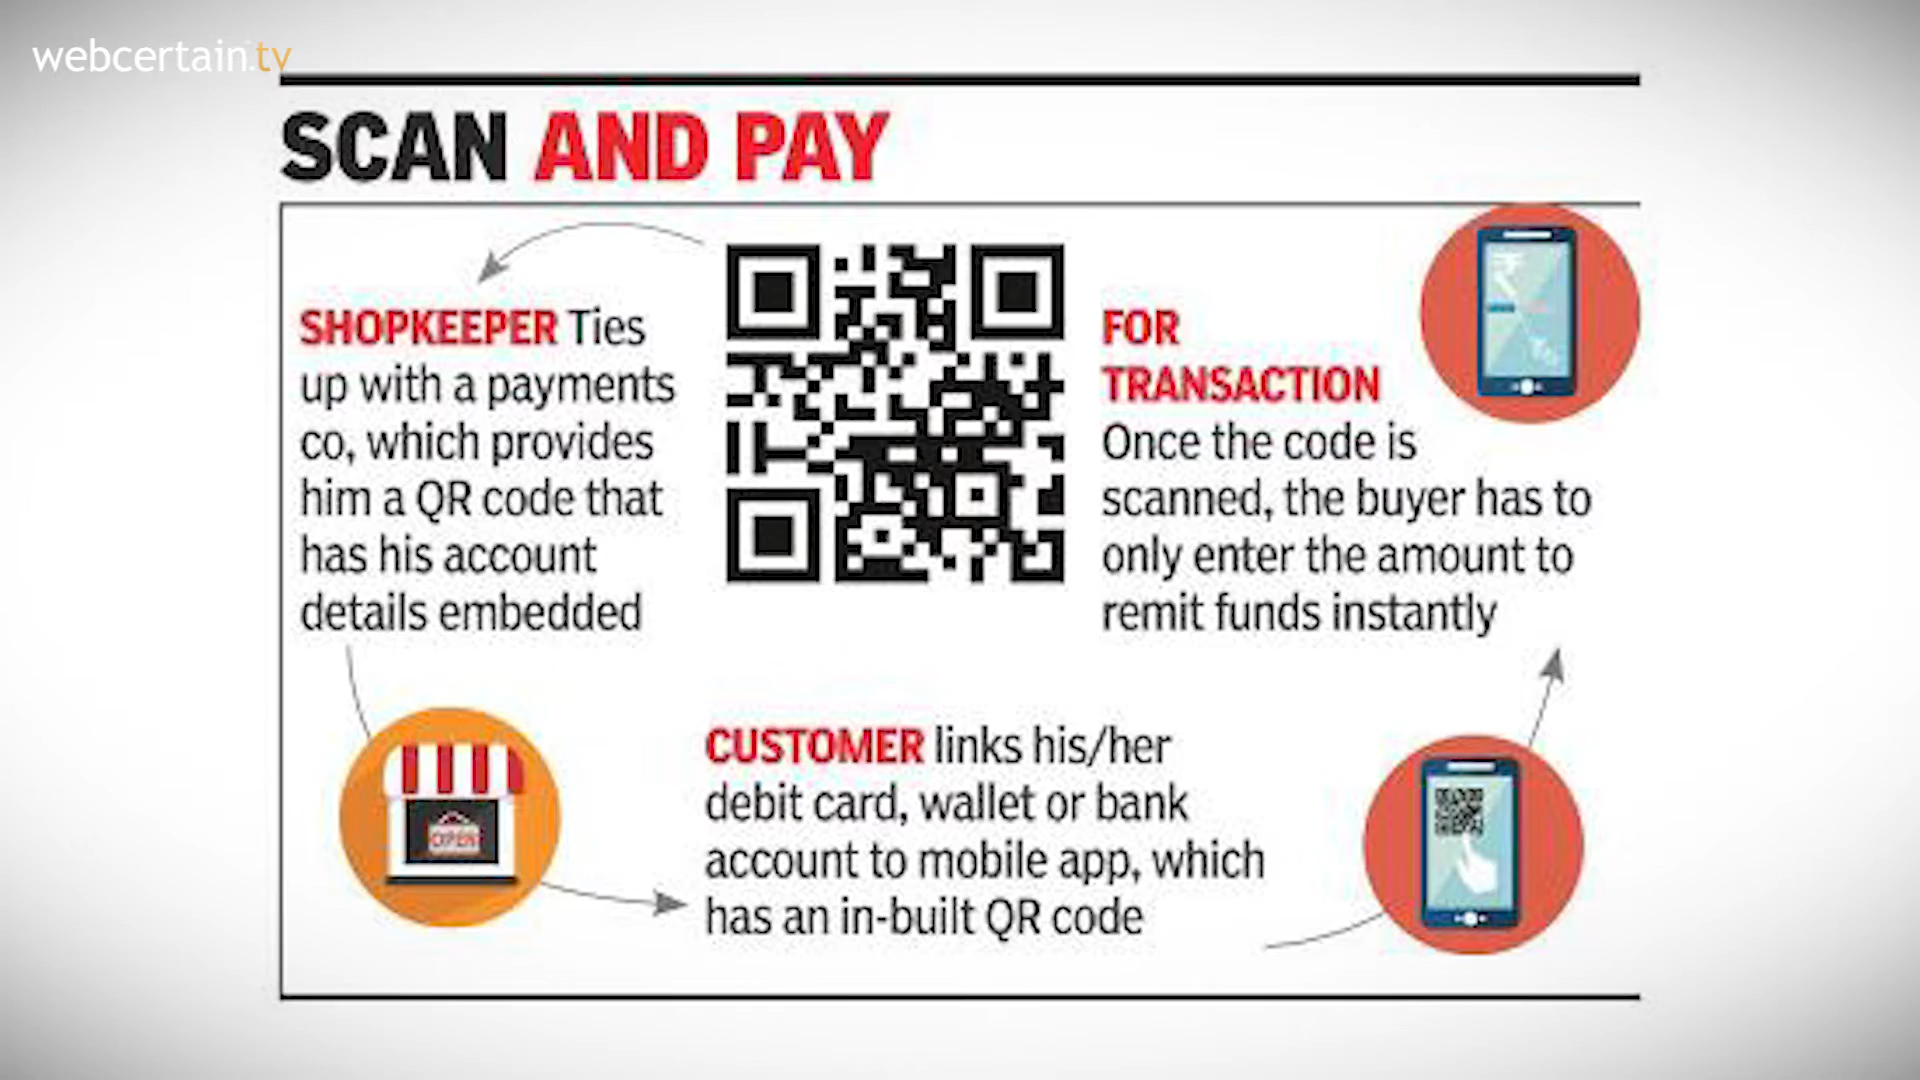 webcertain.tv
SCAN AND PAY
SHOPKEEPER Ties
up with a payments
co, which provides
him a QR code that
has his account
details embedded
FOR
TRANSACTION
Once the code is
scanned, the buyer has to
only enter the amount to
remit funds instantly
OPEN
CUSTOMER links his/her
debit card, wallet or bank
account to mobile app, which
has an in-built QR code